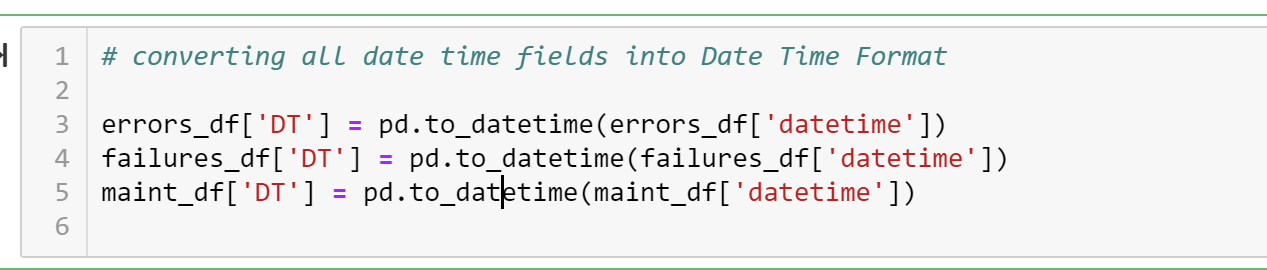 1 # converting all date time fields into Date Time Format
2
3 errors_df['DT'] = pd.to_datetime(errors_df['datetime'])
4 failures_df['DT'] = pd.to_datetime(failures_df['datetime'])
5 maint_df['DT'] = pd.to_datetime(maint_df['datetime'])
6